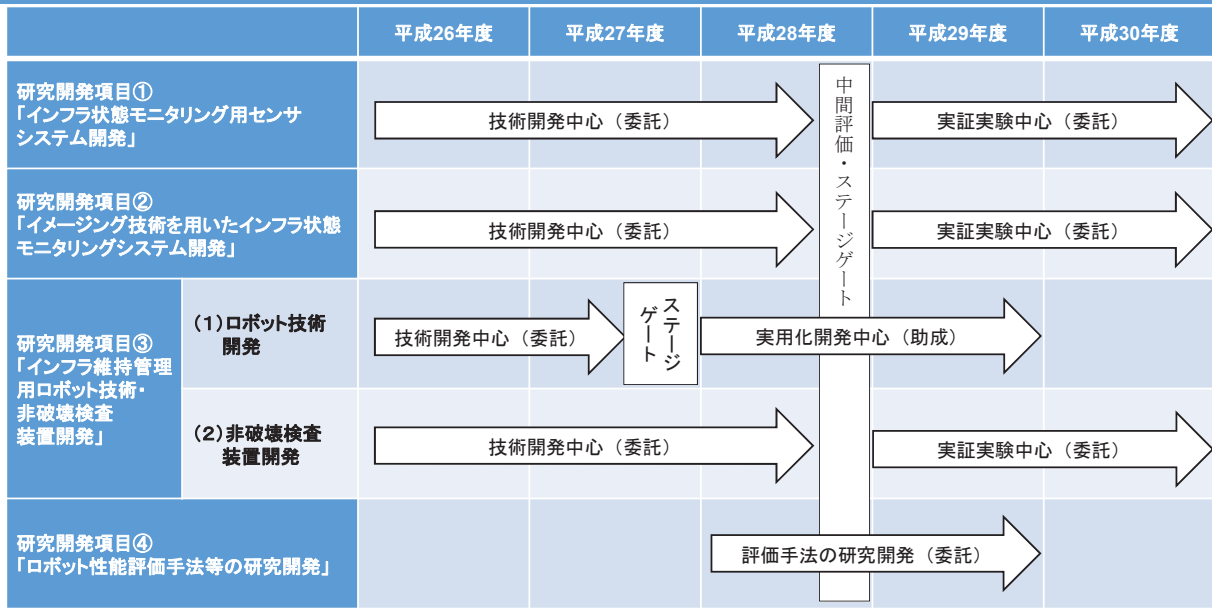 平成26年度 平成27年度 平成28年度 平成29年度 平成30年度
研究開発項目①
「インフラ状態モニタリング用センサ
システム開発」
技術開発中心（委託）
実証実験中心（委託）
中間評価・ステージゲート
研究開発項目②
「イメージング技術を用いたインフラ状態
モニタリングシステム開発」
技術開発中心（委託）
実証実験中心（委託）
研究開発項目③
「インフラ維持管理
用ロボット技術・
非破壊検査
装置開発」
（1）ロボット技術
開発
技術開発中心（委託）
ステージ
ゲート
実用化開発中心（助成）
（2）非破壊検査
装置開発
技術開発中心（委託）
実証実験中心（委託）
研究開発項目④
「ロボット性能評価手法等の研究開発」
評価手法の研究開発（委託）